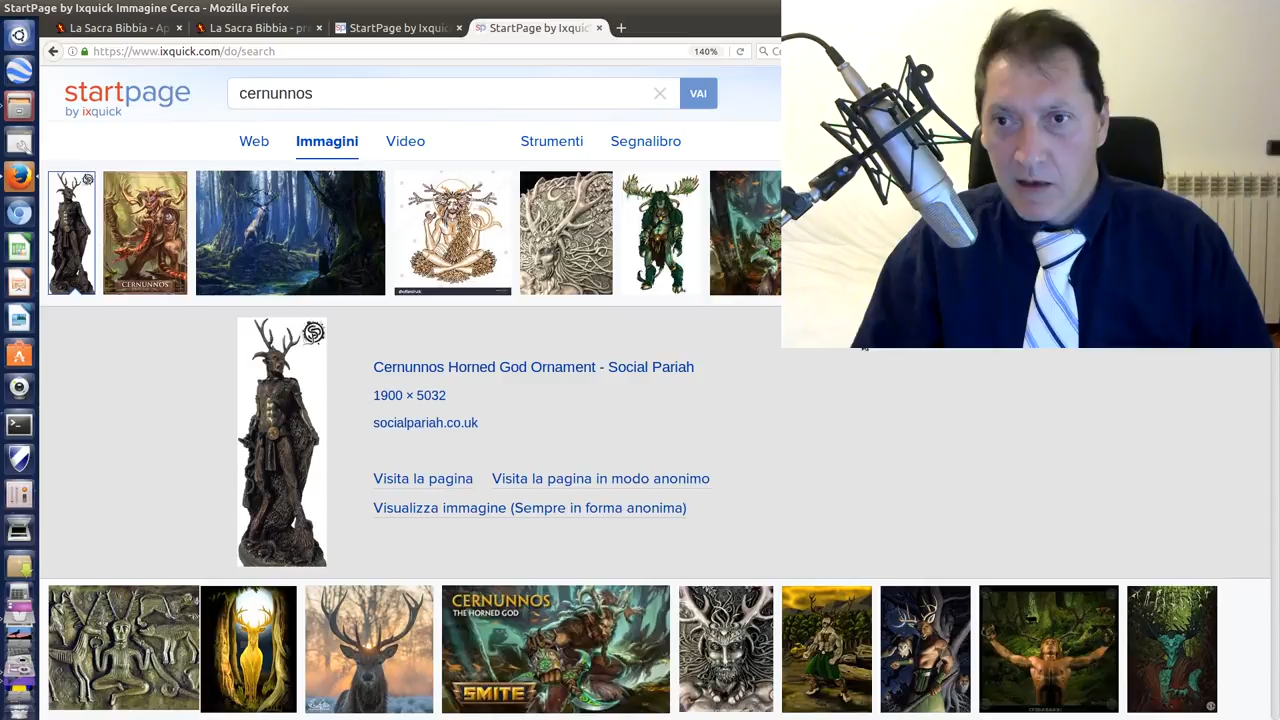 StartPage by Ixquick Immagine Cerca - Mozilla Firefox
La Sacra Bibbia - Ap
La Sacra Bibbia - pr
StartPage by Ixquic
StartPage by Ixquic
https://www.ixquick.com/do/search
140%
startpage
by ixquick
cernunnos
VAI
Web
Immagini
Video
Strumenti
Segnalibro
CERNUNNOS
Cernunnos Horned God Ornament - Social Pariah
1900 × 5032
socialpariah.co.uk
Visita la pagina
Visita la pagina in modo anonimo
Visualizza immagine (Sempre in forma anonima)
CERNUNNOS
THE HORNED GOD
SMITE